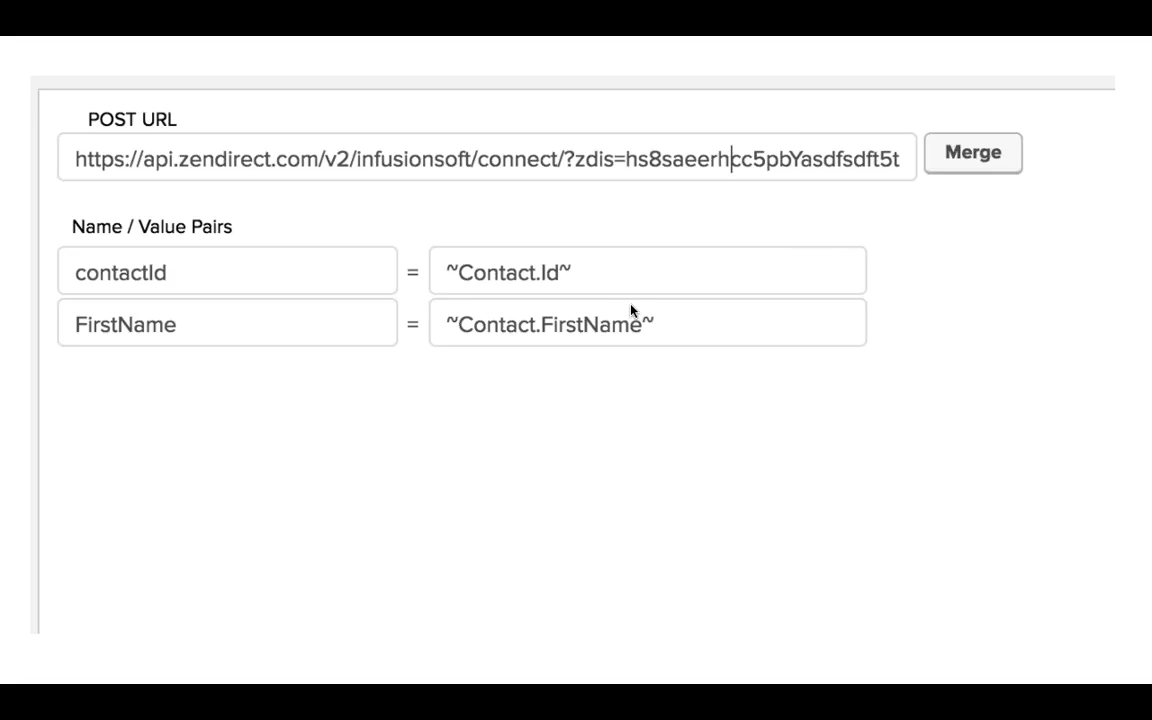 POST URL
https://api.zendirect.com/v2/infusionsoft/connect/?zdis=hs8saeerhcc5pbYasdfsdft5t Merge
Name / Value Pairs
contactId = ~Contact.Id~
FirstName = ~Contact.FirstName~